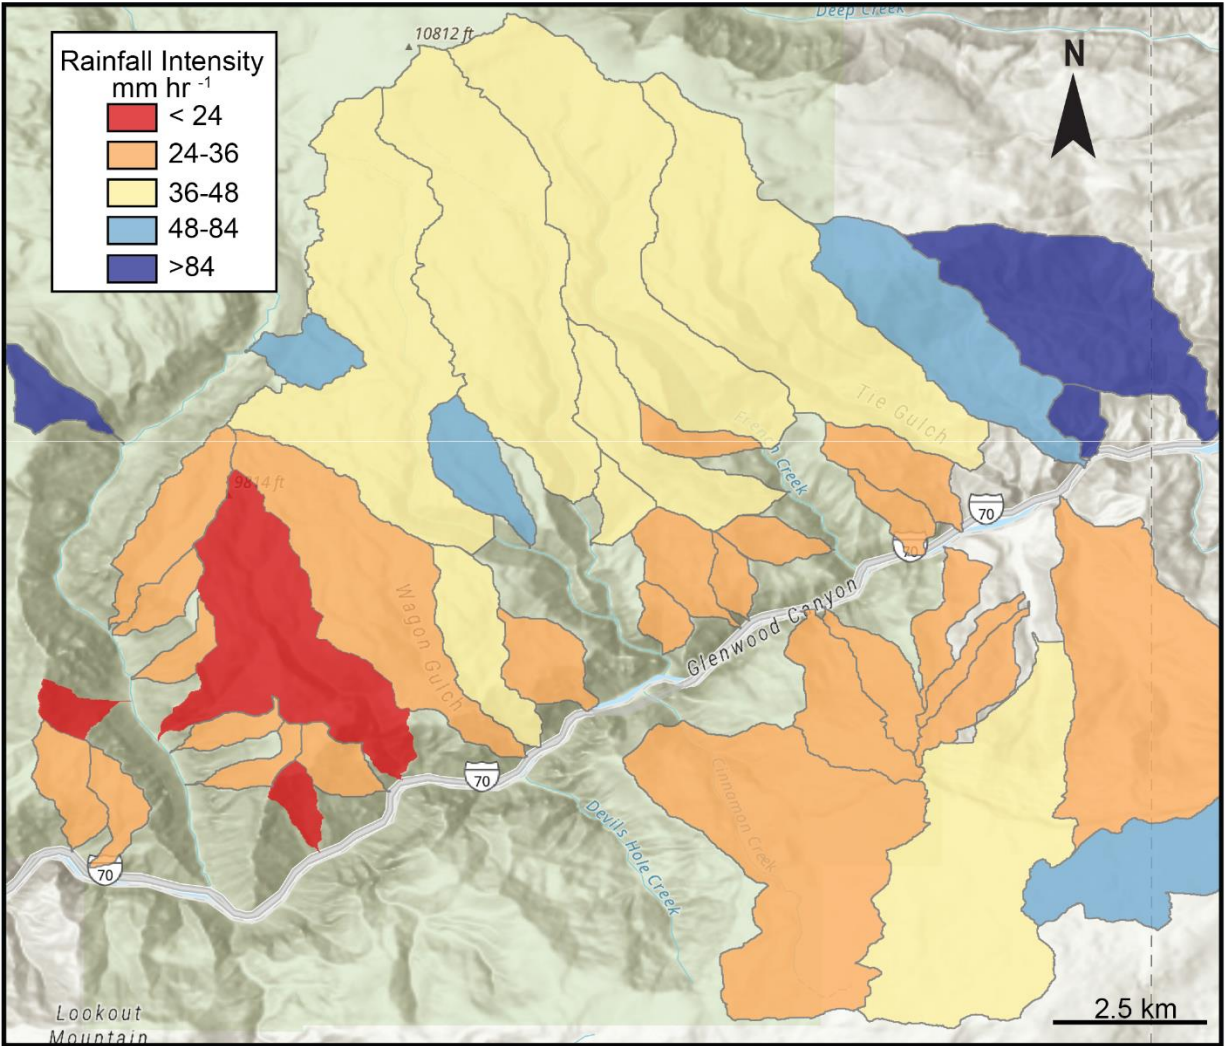 Deep Creek
10812 ft
Rainfall Intensity
mm hr -1
< 24
24-36
36-48
48-84
>84
N
Tie Gulch
French Creek
9814 ft
70
70
Wagon Gulch
Glenwood Canyon
70
Cinnamon Creek
Devils Hole Creek
70
Lookout
Mountain
2.5 km